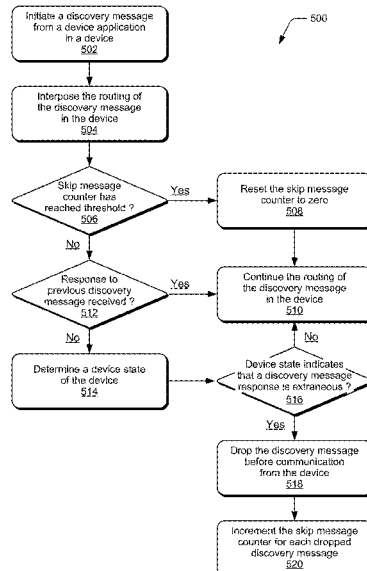 500
Initiate a discovery message
from a device application
in a device
502
Interpose the routing of
the discovery message
in the device
504
Skip message
counter has
reached threshold ?
506
Yes
Reset the skip message
counter to zero
508
No
Response to
previous discovery
message received ?
512
Yes
Continue the routing of
the discovery message
in the device
510
No
Determine a device state
of the device
514
No
Device state indicates
that a discovery message
response is extraneous ?
516
Yes
Drop the discovery message
before communication
from the device
518
Increment the skip message
counter for each dropped
discovery message
520